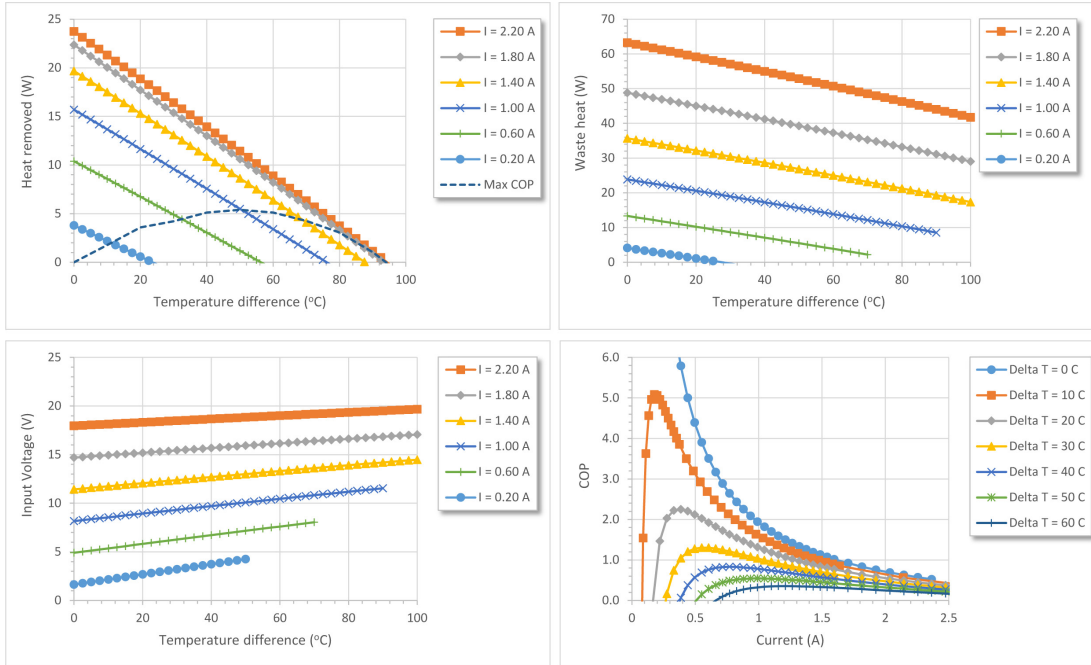 25
20
15
10
5
0
0 20 40 60 80 100
Heat removed (W)
Temperature difference (°C)
I = 2.20 A
I = 1.80 A
I = 1.40 A
I = 1.00 A
I = 0.60 A
I = 0.20 A
Max COP
70
60
50
40
30
20
10
0
0 20 40 60 80 100
Waste heat (W)
Temperature difference (°C)
I = 2.20 A
I = 1.80 A
I = 1.40 A
I = 1.00 A
I = 0.60 A
I = 0.20 A
25
20
15
10
5
0
0 20 40 60 80 100
Input Voltage (V)
Temperature difference (°C)
I = 2.20 A
I = 1.80 A
I = 1.40 A
I = 1.00 A
I = 0.60 A
I = 0.20 A
6.0
5.0
4.0
3.0
2.0
1.0
0.0
0 0.5 1 1.5 2 2.5
COP
Current (A)
Delta T = 0 C
Delta T = 10 C
Delta T = 20 C
Delta T = 30 C
Delta T = 40 C
Delta T = 50 C
Delta T = 60 C